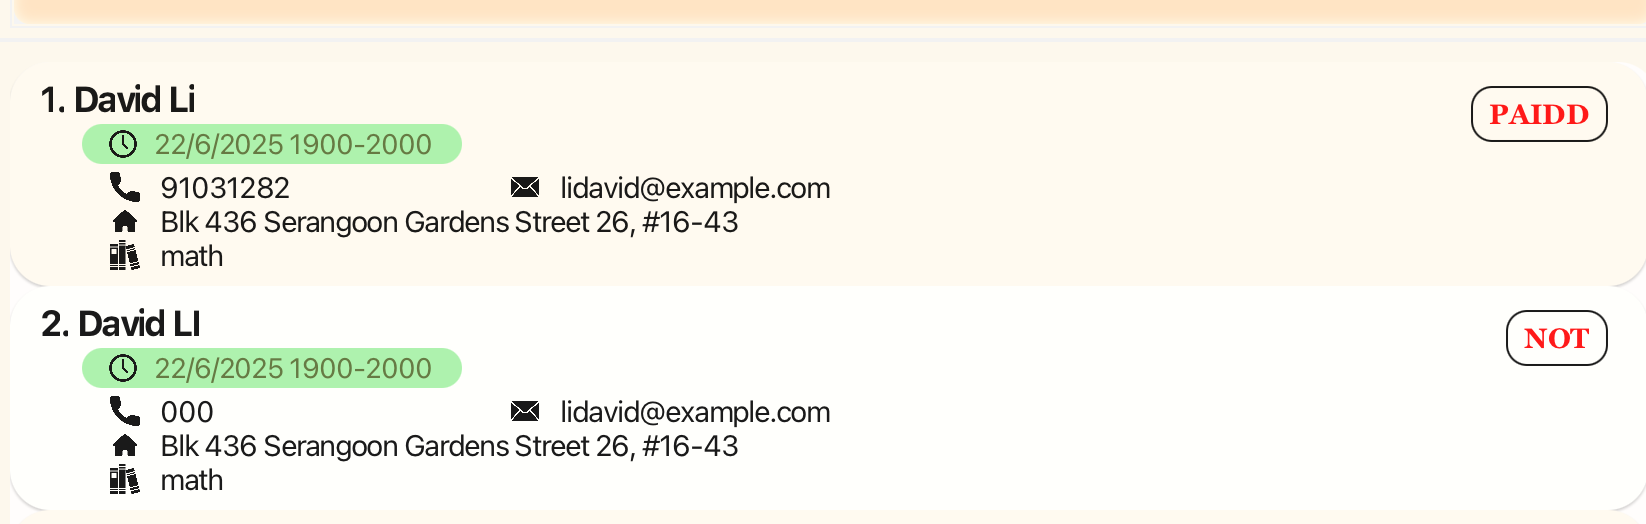 1. David Li
PAIDD
22/6/2025 1900-2000
91031282 lidavid@example.com
Blk 436 Serangoon Gardens Street 26, #16-43
math
2. David LI
NOT
22/6/2025 1900-2000
000 lidavid@example.com
Blk 436 Serangoon Gardens Street 26, #16-43
math